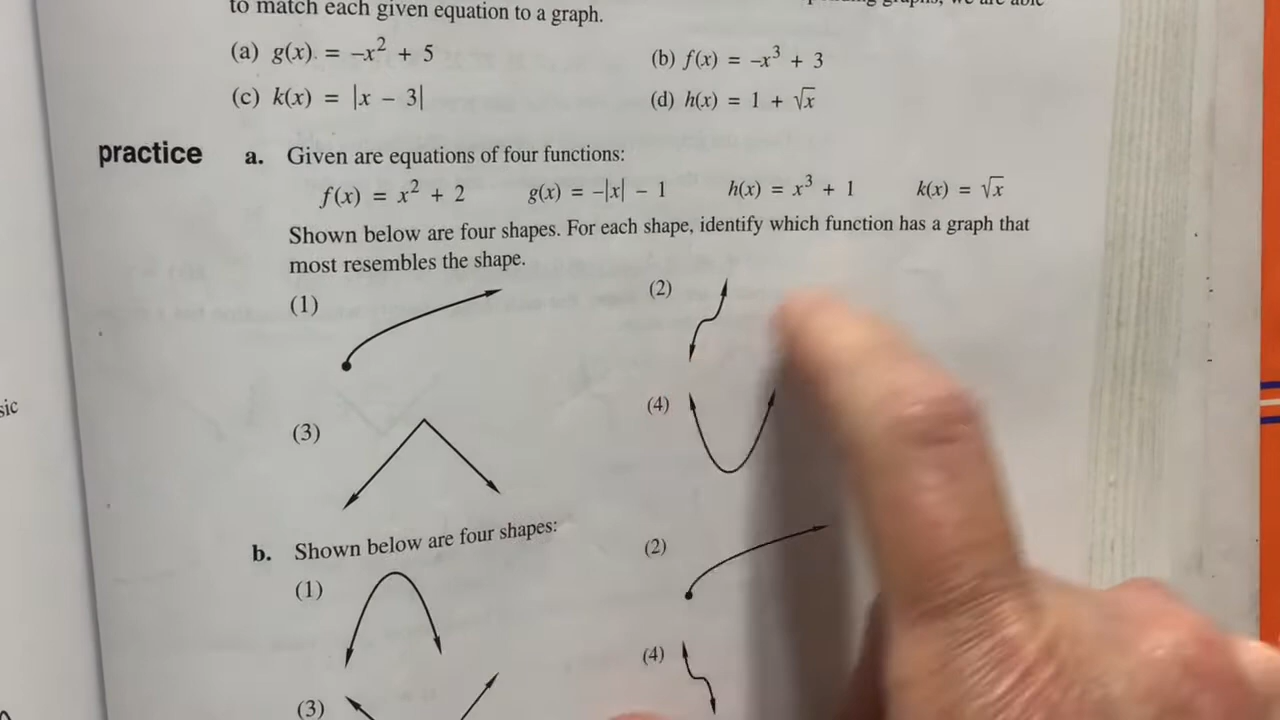 to match each given equation to a graph.
(a) g(x) = –x² + 5 (b) f(x) = –x³ + 3
(c) k(x) = |x – 3| (d) h(x) = 1 + √x
practice a. Given are equations of four functions:
f(x) = x² + 2 g(x) = –|x| – 1 h(x) = x³ + 1 k(x) = √x
Shown below are four shapes. For each shape, identify which function has a graph that
most resembles the shape.
(1) (2)
(3) (4)
b. Shown below are four shapes:
(1) (2)
(3) (4)